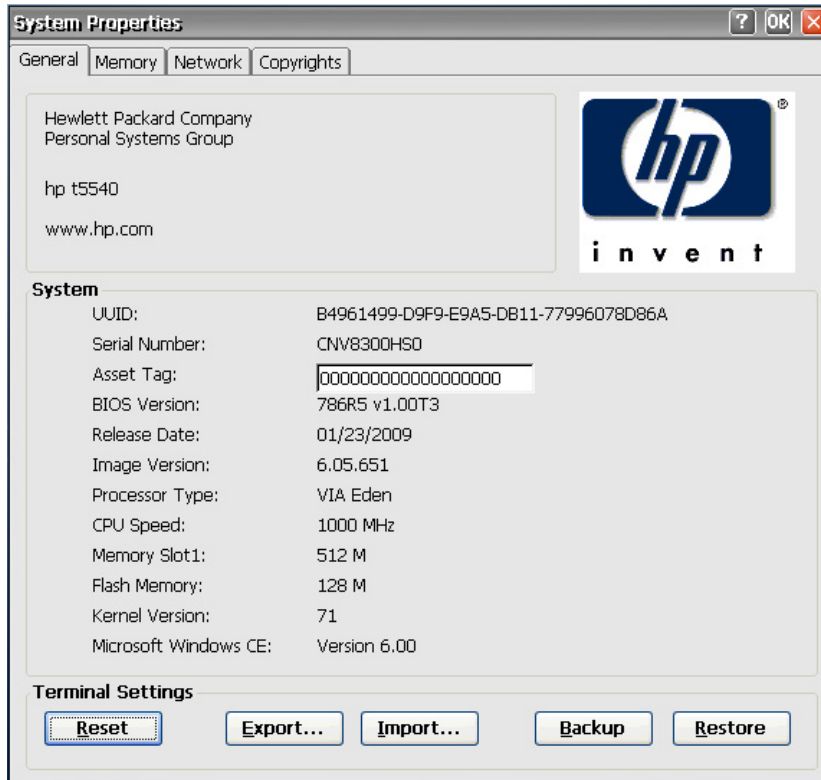 System Properties
? OK X
General Memory Network Copyrights
Hewlett Packard Company
Personal Systems Group
hp t5540
www.hp.com
hp ®
invent
System
UUID: B4961499-D9F9-E9A5-DB11-77996078D86A
Serial Number: CNV8300HS0
Asset Tag: 000000000000000000
BIOS Version: 786R5 v1.00T3
Release Date: 01/23/2009
Image Version: 6.05.651
Processor Type: VIA Eden
CPU Speed: 1000 MHz
Memory Slot1: 512 M
Flash Memory: 128 M
Kernel Version: 71
Microsoft Windows CE: Version 6.00
Terminal Settings
Reset Export... Import... Backup Restore